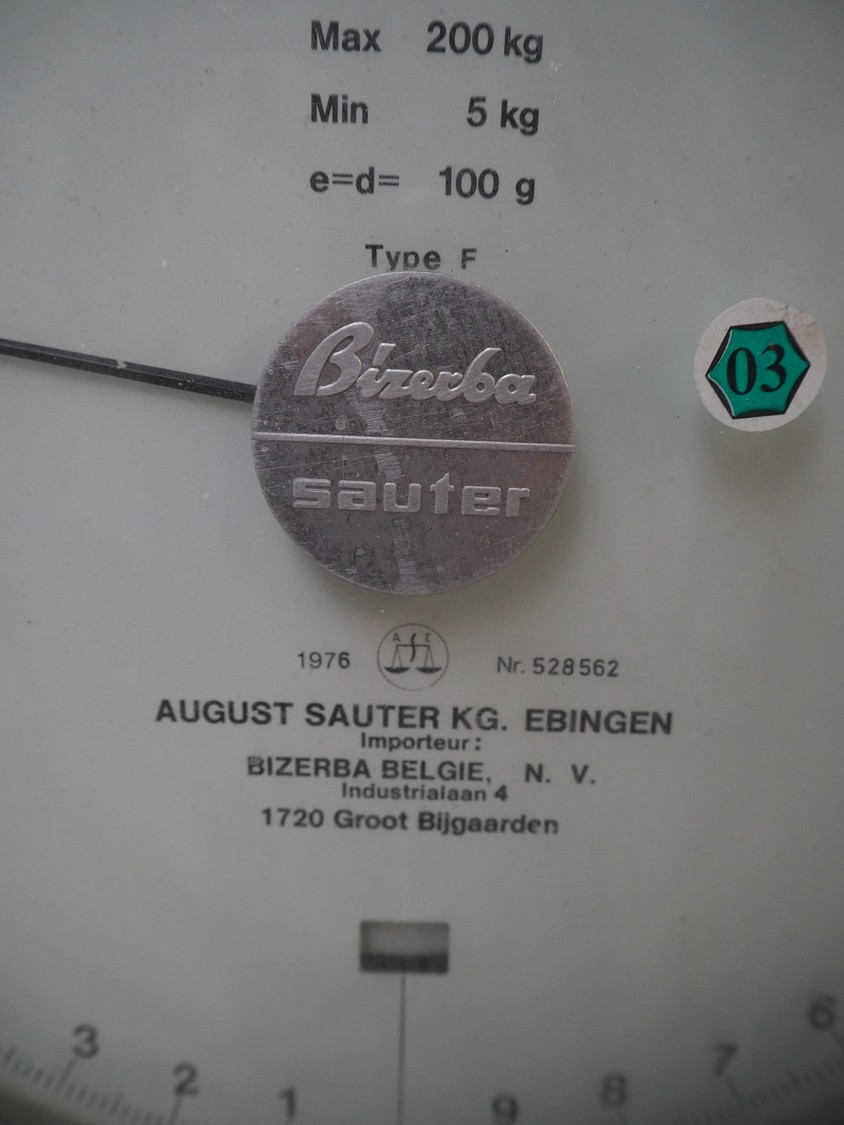 Max 200 kg
Min 5 kg
e=d= 100 g
Type F
Bizerba
sauter
03
1976 A S E Nr. 528562
AUGUST SAUTER KG. EBINGEN
Importeur:
BIZERBA BELGIE, N. V.
Industrialaan 4
1720 Groot Bijgaarden
3 2 1 9 8 7 6